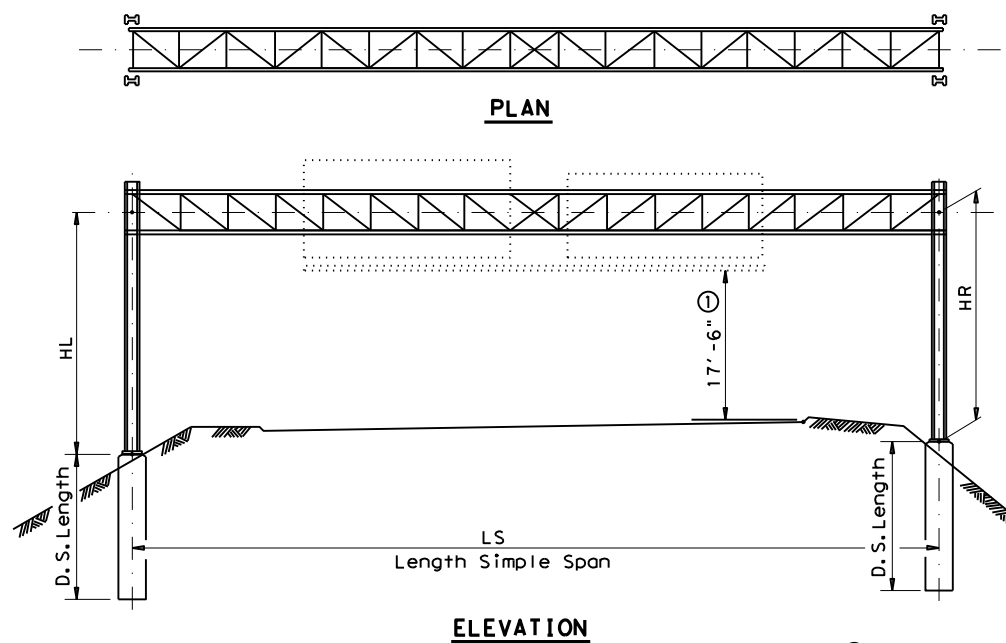 PLAN
HL
HR
17'-6" ①
D.S.Length
D.S.Length
LS
Length Simple Span
ELEVATION